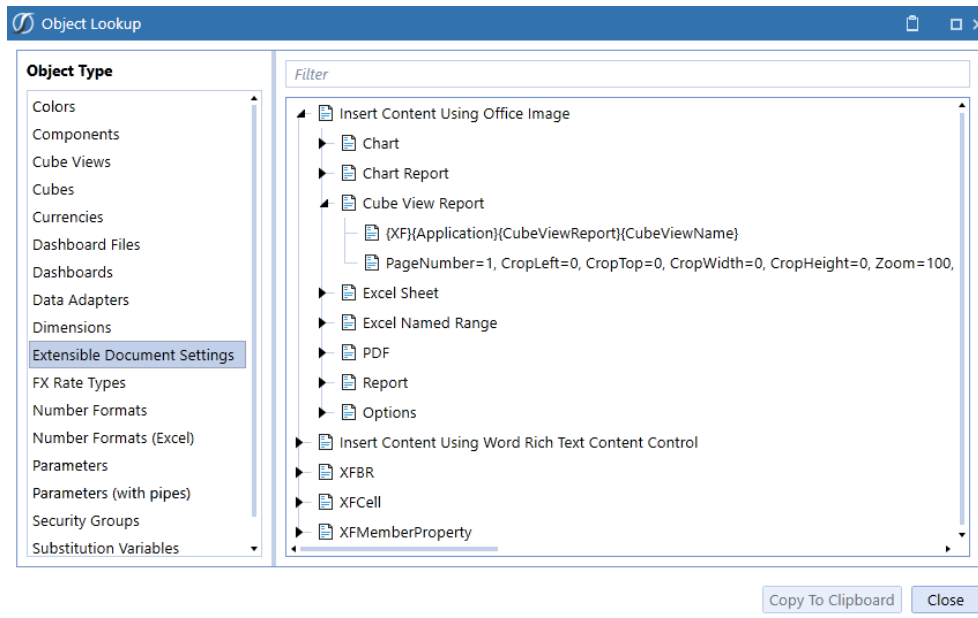 Object Lookup
Object Type
Colors
Components
Cube Views
Cubes
Currencies
Dashboard Files
Dashboards
Data Adapters
Dimensions
Extensible Document Settings
FX Rate Types
Number Formats
Number Formats (Excel)
Parameters
Parameters (with pipes)
Security Groups
Substitution Variables
Filter
Insert Content Using Office Image
Chart
Chart Report
Cube View Report
{XF}{Application}{CubeViewReport}{CubeViewName}
PageNumber=1, CropLeft=0, CropTop=0, CropWidth=0, CropHeight=0, Zoom=100,
Excel Sheet
Excel Named Range
PDF
Report
Options
Insert Content Using Word Rich Text Content Control
XFBR
XFCell
XFMemberProperty
Copy To Clipboard
Close